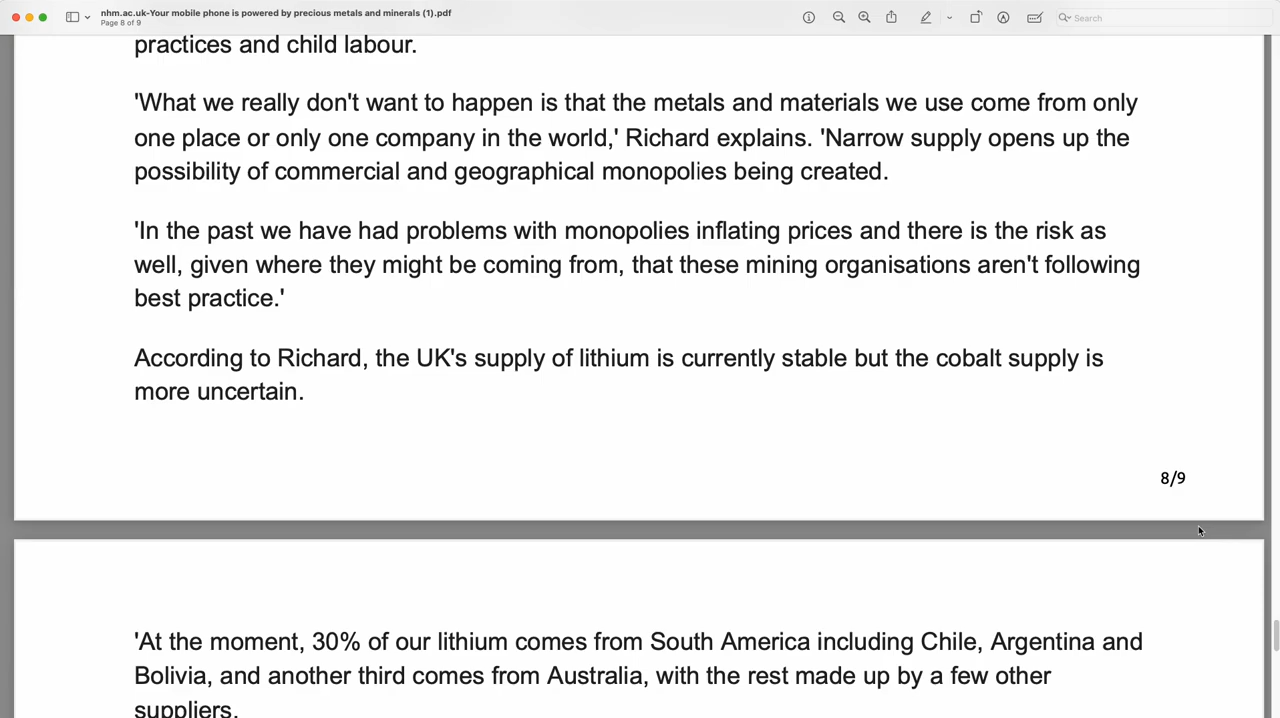 nhm.ac.uk-Your mobile phone is powered by precious metals and minerals (1).pdf
Page 8 of 9
Search
practices and child labour.
'What we really don't want to happen is that the metals and materials we use come from only
one place or only one company in the world,' Richard explains. 'Narrow supply opens up the
possibility of commercial and geographical monopolies being created.
'In the past we have had problems with monopolies inflating prices and there is the risk as
well, given where they might be coming from, that these mining organisations aren't following
best practice.'
According to Richard, the UK's supply of lithium is currently stable but the cobalt supply is
more uncertain.
8/9
'At the moment, 30% of our lithium comes from South America including Chile, Argentina and
Bolivia, and another third comes from Australia, with the rest made up by a few other
suppliers.